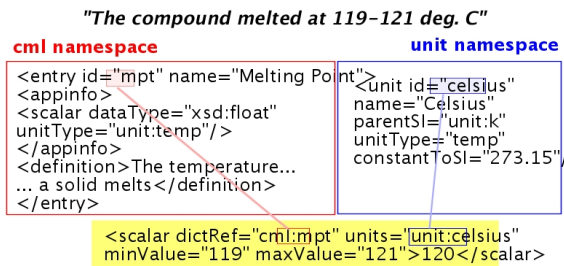 "The compound melted at 119-121 deg. C"
cml namespace
<entry id="mpt" name="Melting Point">
<appinfo>
<scalar dataType="xsd:float"
unitType="unit:temp"/>
</appinfo>
<definition>The temperature...
... a solid melts</definition>
</entry>
unit namespace
<unit id="celsius"
name="Celsius"
parentSI="unit:k"
unitType="temp"
constantToSI="273.15"/
<scalar dictRef="cml:mpt" units="unit:celsius"
minValue="119" maxValue="121">120</scalar>